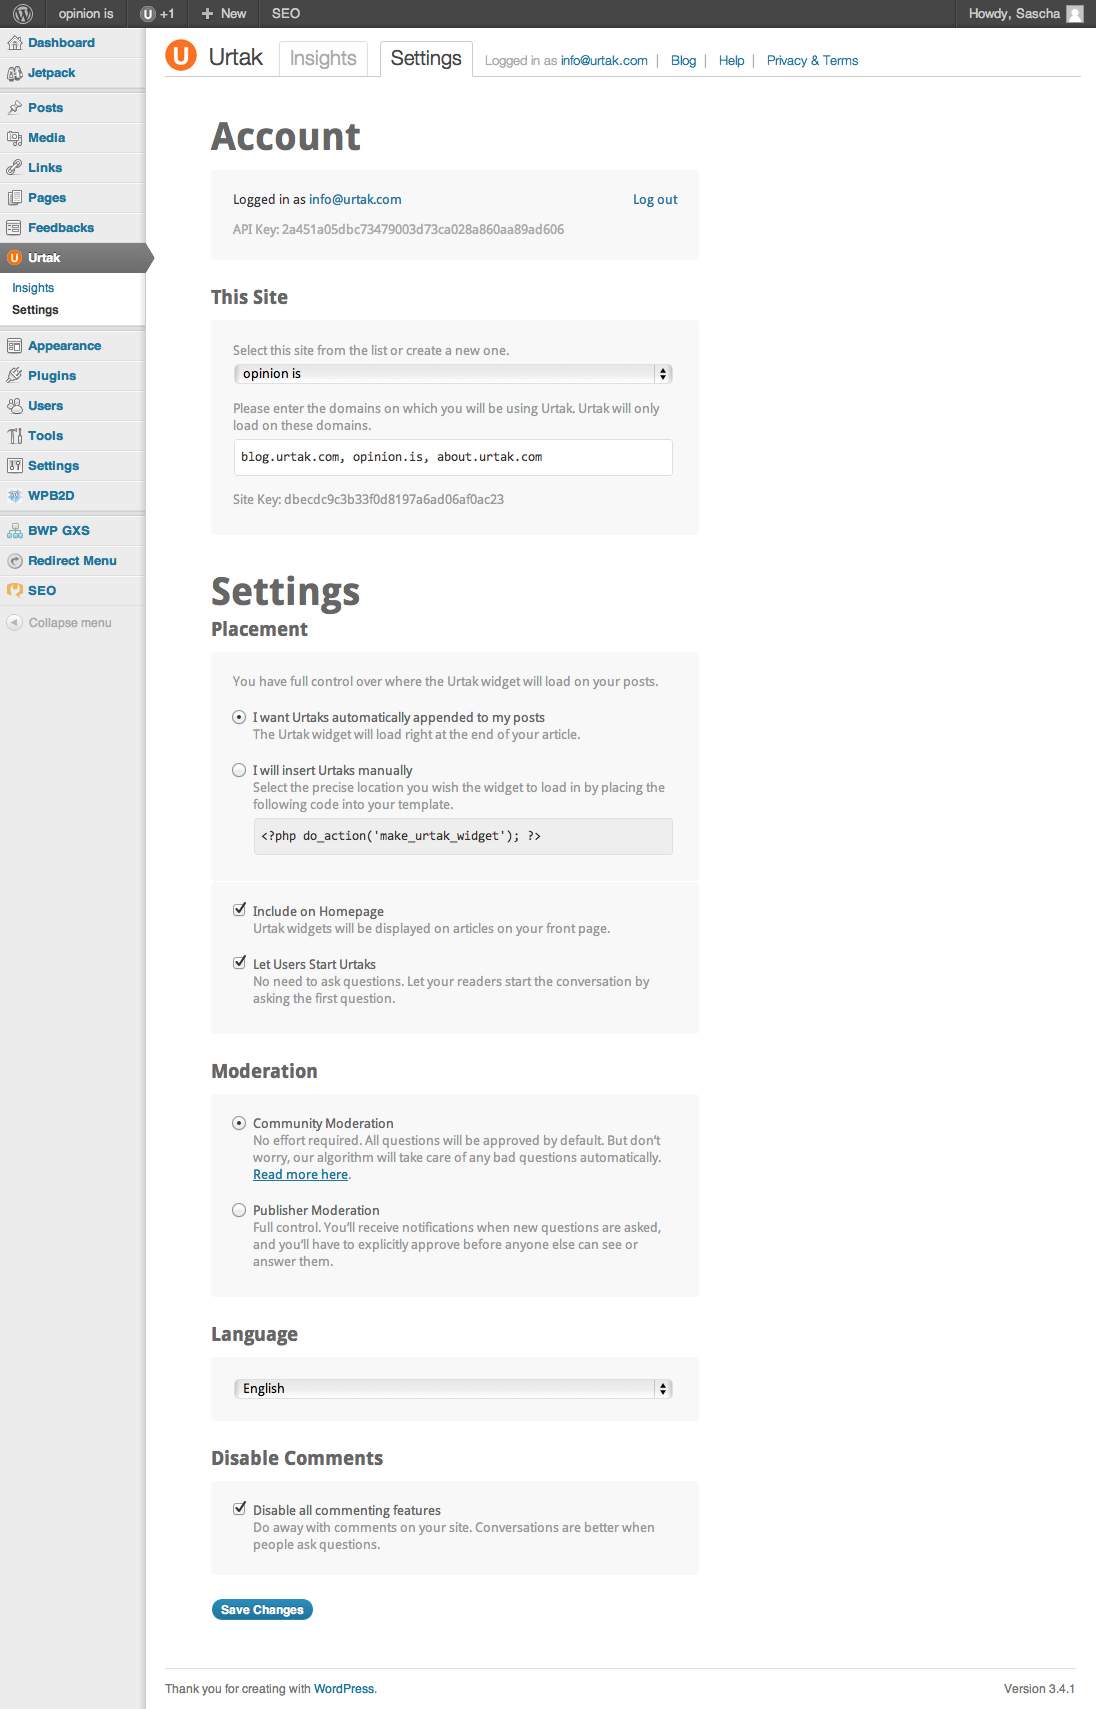 opinion is
+1
New
SEO
Howdy, Sascha
Dashboard
Jetpack
Posts
Media
Links
Pages
Feedbacks
Urtak
Insights
Settings
Appearance
Plugins
Users
Tools
Settings
WPB2D
BWP GXS
Redirect Menu
SEO
Collapse menu
Urtak
Insights
Settings
Logged in as info@urtak.com | Blog | Help | Privacy & Terms
Account
Logged in as info@urtak.com
Log out
API Key: 2a451a05dbc73479003d73ca028a860aa89ad606
This Site
Select this site from the list or create a new one.
opinion is
Please enter the domains on which you will be using Urtak. Urtak will only
load on these domains.
blog.urtak.com, opinion.is, about.urtak.com
Site Key: dbecdc9c3b33f0d8197a6ad06af0ac23
Settings
Placement
You have full control over where the Urtak widget will load on your posts.
I want Urtaks automatically appended to my posts
The Urtak widget will load right at the end of your article.
I will insert Urtaks manually
Select the precise location you wish the widget to load in by placing the
following code into your template.
<?php do_action('make_urtak_widget'); ?>
Include on Homepage
Urtak widgets will be displayed on articles on your front page.
Let Users Start Urtaks
No need to ask questions. Let your readers start the conversation by
asking the first question.
Moderation
Community Moderation
No effort required. All questions will be approved by default. But don't
worry, our algorithm will take care of any bad questions automatically.
Read more here.
Publisher Moderation
Full control. You'll receive notifications when new questions are asked,
and you'll have to explicitly approve before anyone else can see or
answer them.
Language
English
Disable Comments
Disable all commenting features
Do away with comments on your site. Conversations are better when
people ask questions.
Save Changes
Thank you for creating with WordPress.
Version 3.4.1